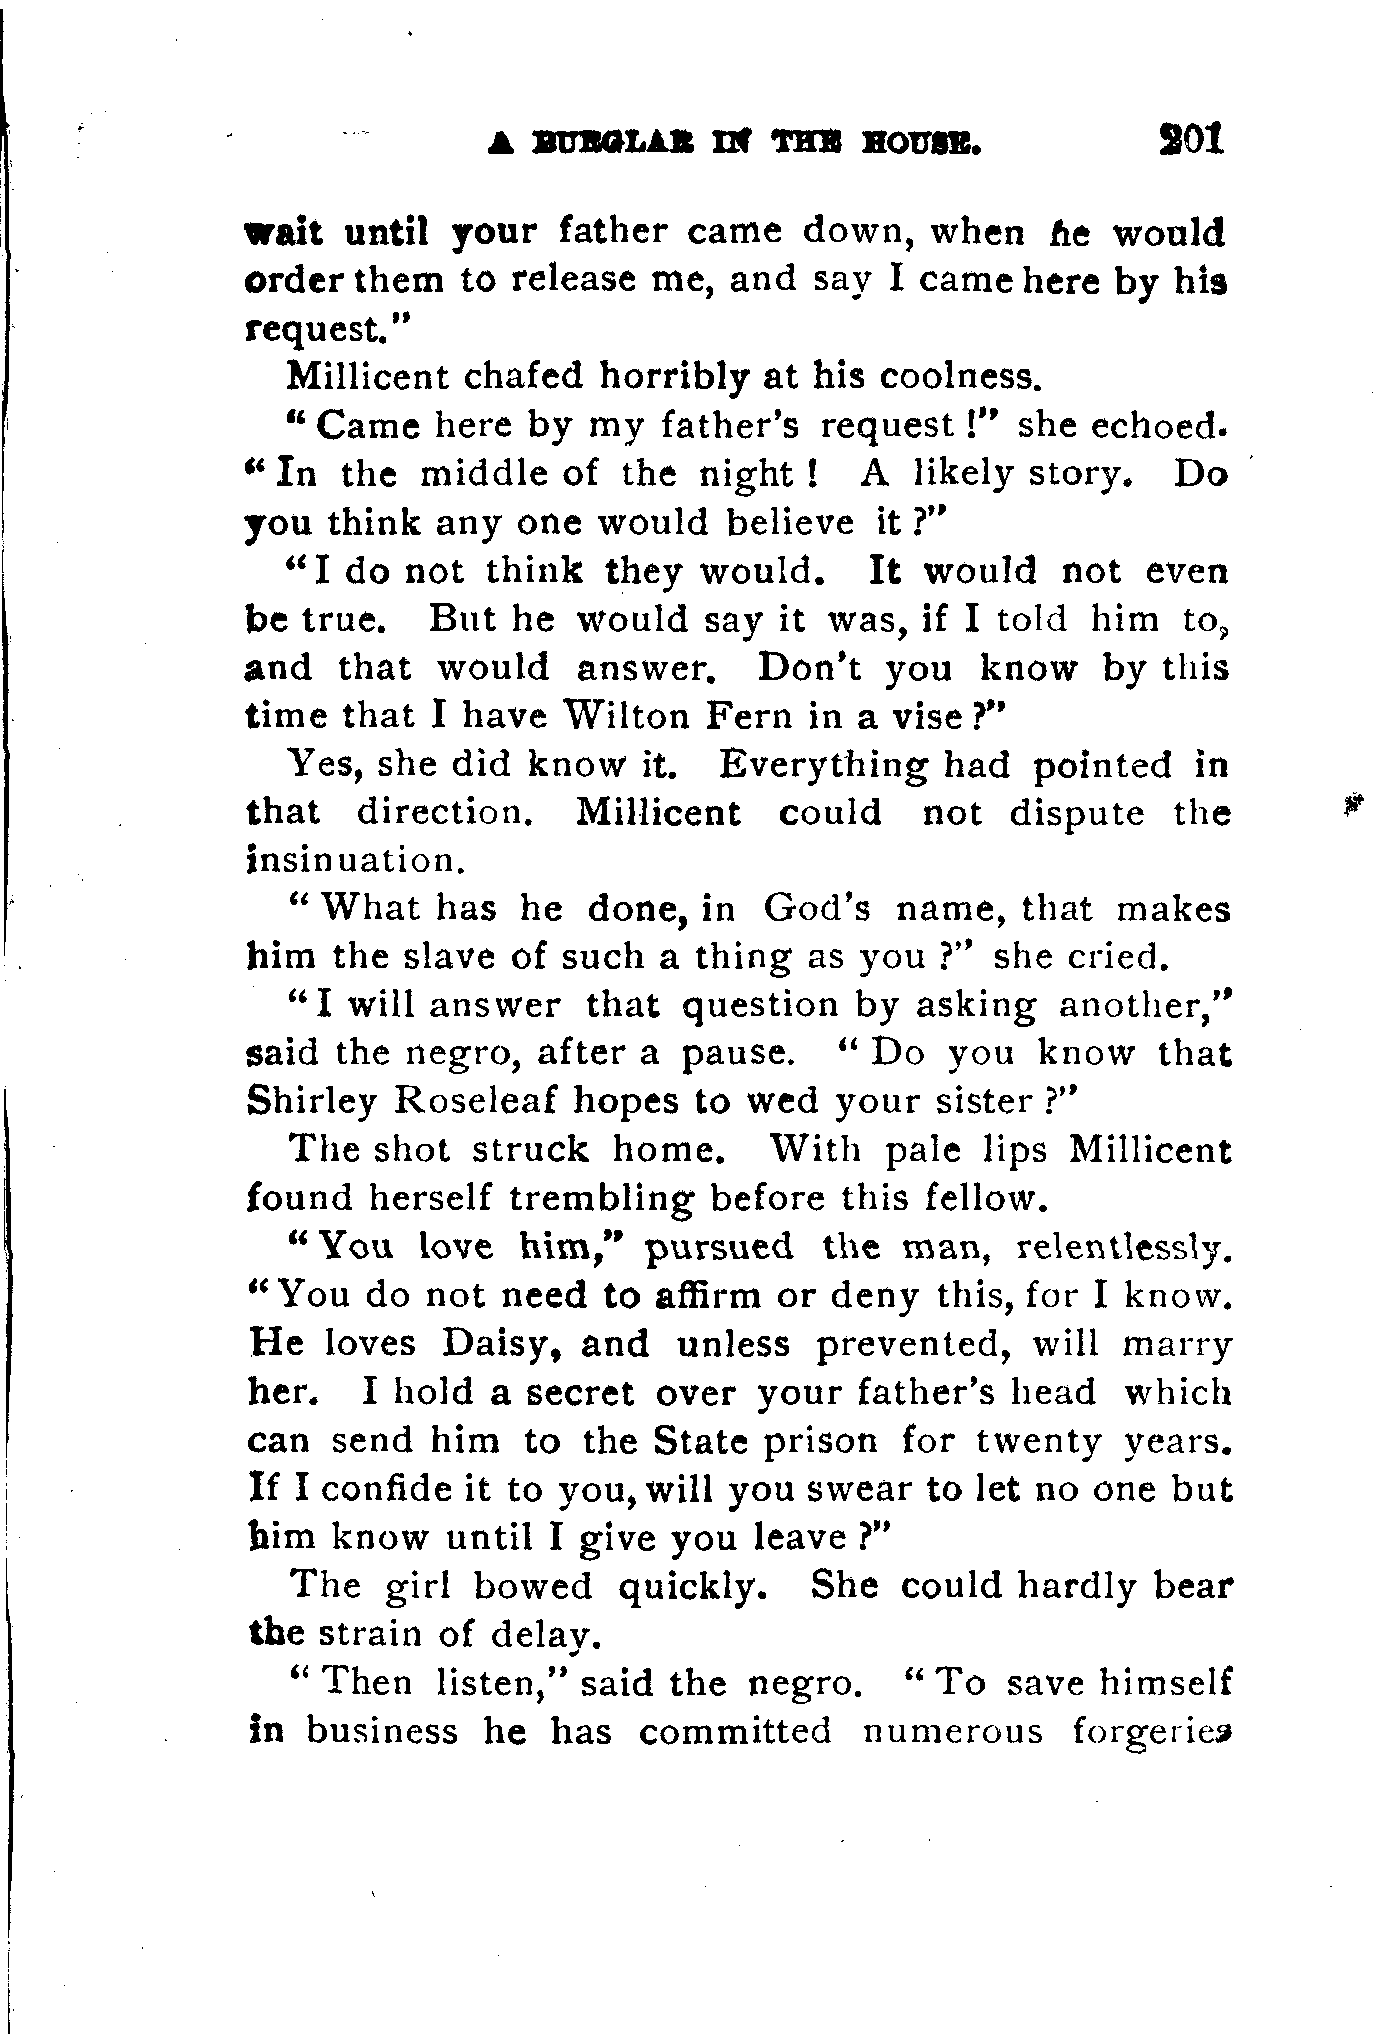 A BURGLAR IN THE HOUSE. 201
wait until your father came down, when he would
order them to release me, and say I came here by his
request."
Millicent chafed horribly at his coolness.
"Came here by my father's request!" she echoed.
"In the middle of the night! A likely story. Do
you think any one would believe it?"
"I do not think they would. It would not even
be true. But he would say it was, if I told him to,
and that would answer. Don't you know by this
time that I have Wilton Fern in a vise?"
Yes, she did know it. Everything had pointed in
that direction. Millicent could not dispute the
insinuation.
"What has he done, in God's name, that makes
him the slave of such a thing as you?" she cried.
"I will answer that question by asking another,"
said the negro, after a pause. "Do you know that
Shirley Roseleaf hopes to wed your sister?"
The shot struck home. With pale lips Millicent
found herself trembling before this fellow.
"You love him," pursued the man, relentlessly.
"You do not need to affirm or deny this, for I know.
He loves Daisy, and unless prevented, will marry
her. I hold a secret over your father's head which
can send him to the State prison for twenty years.
If I confide it to you, will you swear to let no one but
him know until I give you leave?"
The girl bowed quickly. She could hardly bear
the strain of delay.
"Then listen," said the negro. "To save himself
in business he has committed numerous forgeries